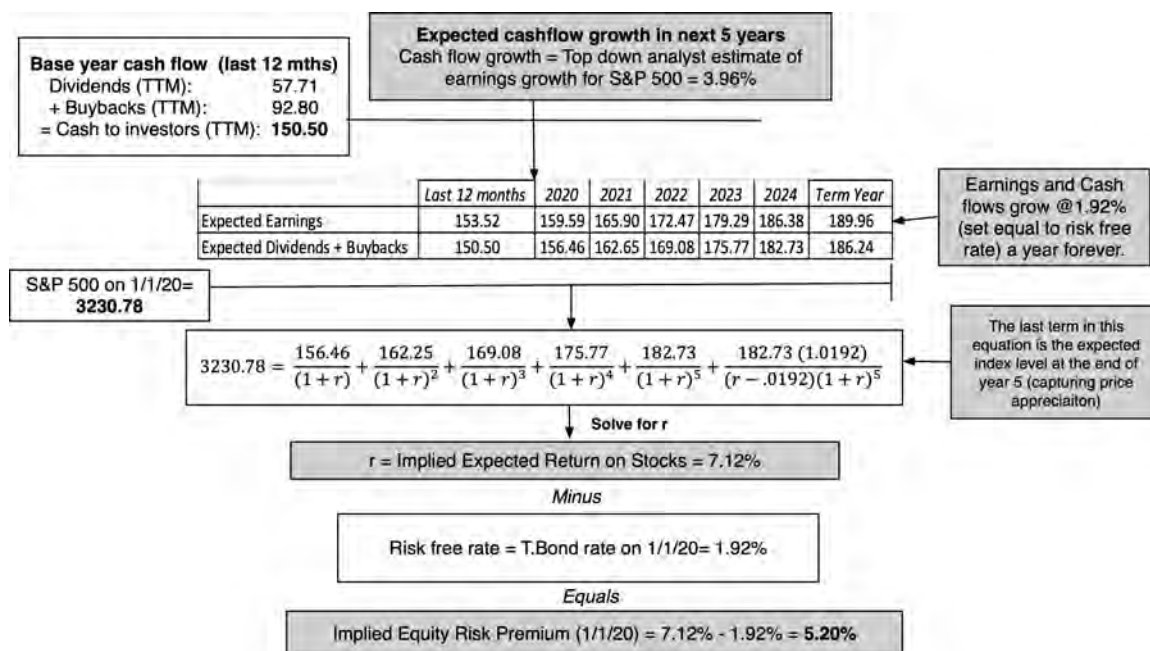 Expected cashflow growth in next 5 years
Cash flow growth = Top down analyst estimate of
earnings growth for S&P 500 = 3.96%
Base year cash flow (last 12 mths)
Dividends (TTM): 57.71
+ Buybacks (TTM): 92.80
= Cash to investors (TTM): 150.50
Last 12 months 2020 2021 2022 2023 2024 Term Year
Expected Earnings 153.52 159.59 165.90 172.47 179.29 186.38 189.96
Expected Dividends + Buybacks 150.50 156.46 162.65 169.08 175.77 182.73 186.24
Earnings and Cash
flows grow @1.92%
(set equal to risk free
rate) a year forever.
S&P 500 on 1/1/20=
3230.78
3230.78 = 156.46/(1 + r) + 162.25/(1 + r)^2 + 169.08/(1 + r)^3 + 175.77/(1 + r)^4 + 182.73/(1 + r)^5 + 182.73 (1.0192)/(r − .0192)(1 + r)^5
The last term in this
equation is the expected
index level at the end of
year 5 (capturing price
appreciaiton)
Solve for r
r = Implied Expected Return on Stocks = 7.12%
Minus
Risk free rate = T.Bond rate on 1/1/20= 1.92%
Equals
Implied Equity Risk Premium (1/1/20) = 7.12% - 1.92% = 5.20%